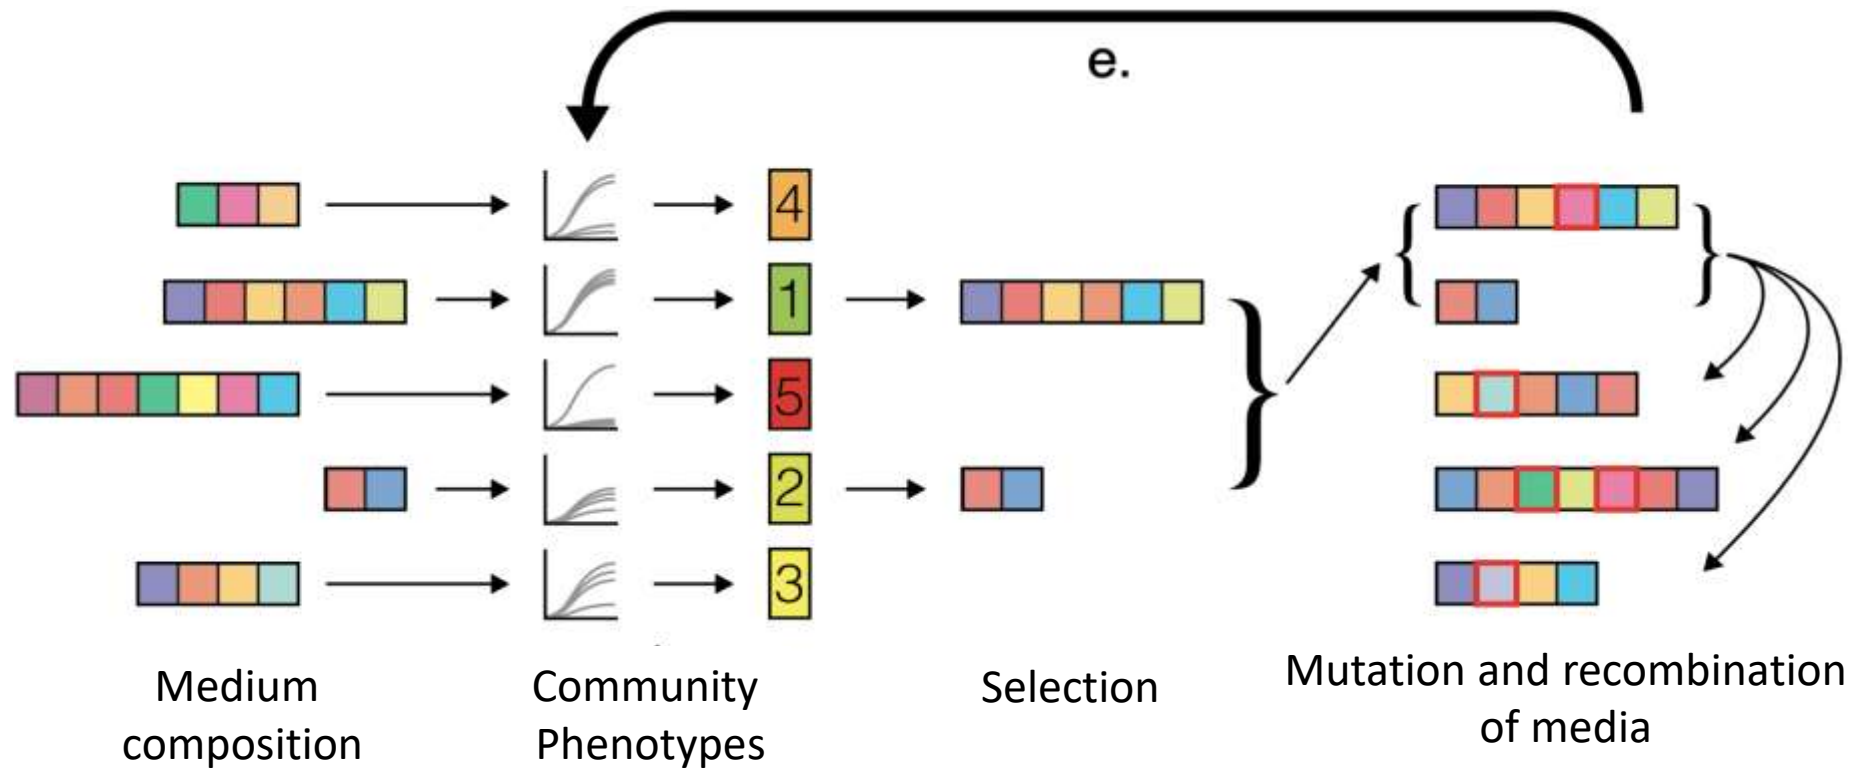 e.
4
1
5
2
3
Medium
composition
Community
Phenotypes
Selection
Mutation and recombination
of media